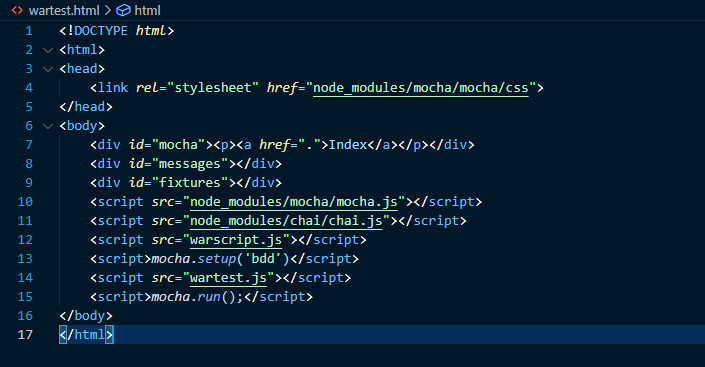 wartest.html > html
1 <!DOCTYPE html>
2 <html>
3 <head>
4 <link rel="stylesheet" href="node_modules/mocha/mocha/css">
5 </head>
6 <body>
7 <div id="mocha"><p><a href=".">Index</a></p></div>
8 <div id="messages"></div>
9 <div id="fixtures"></div>
10 <script src="node_modules/mocha/mocha.js"></script>
11 <script src="node_modules/chai/chai.js"></script>
12 <script src="warscript.js"></script>
13 <script>mocha.setup('bdd')</script>
14 <script src="wartest.js"></script>
15 <script>mocha.run();</script>
16 </body>
17 </html>